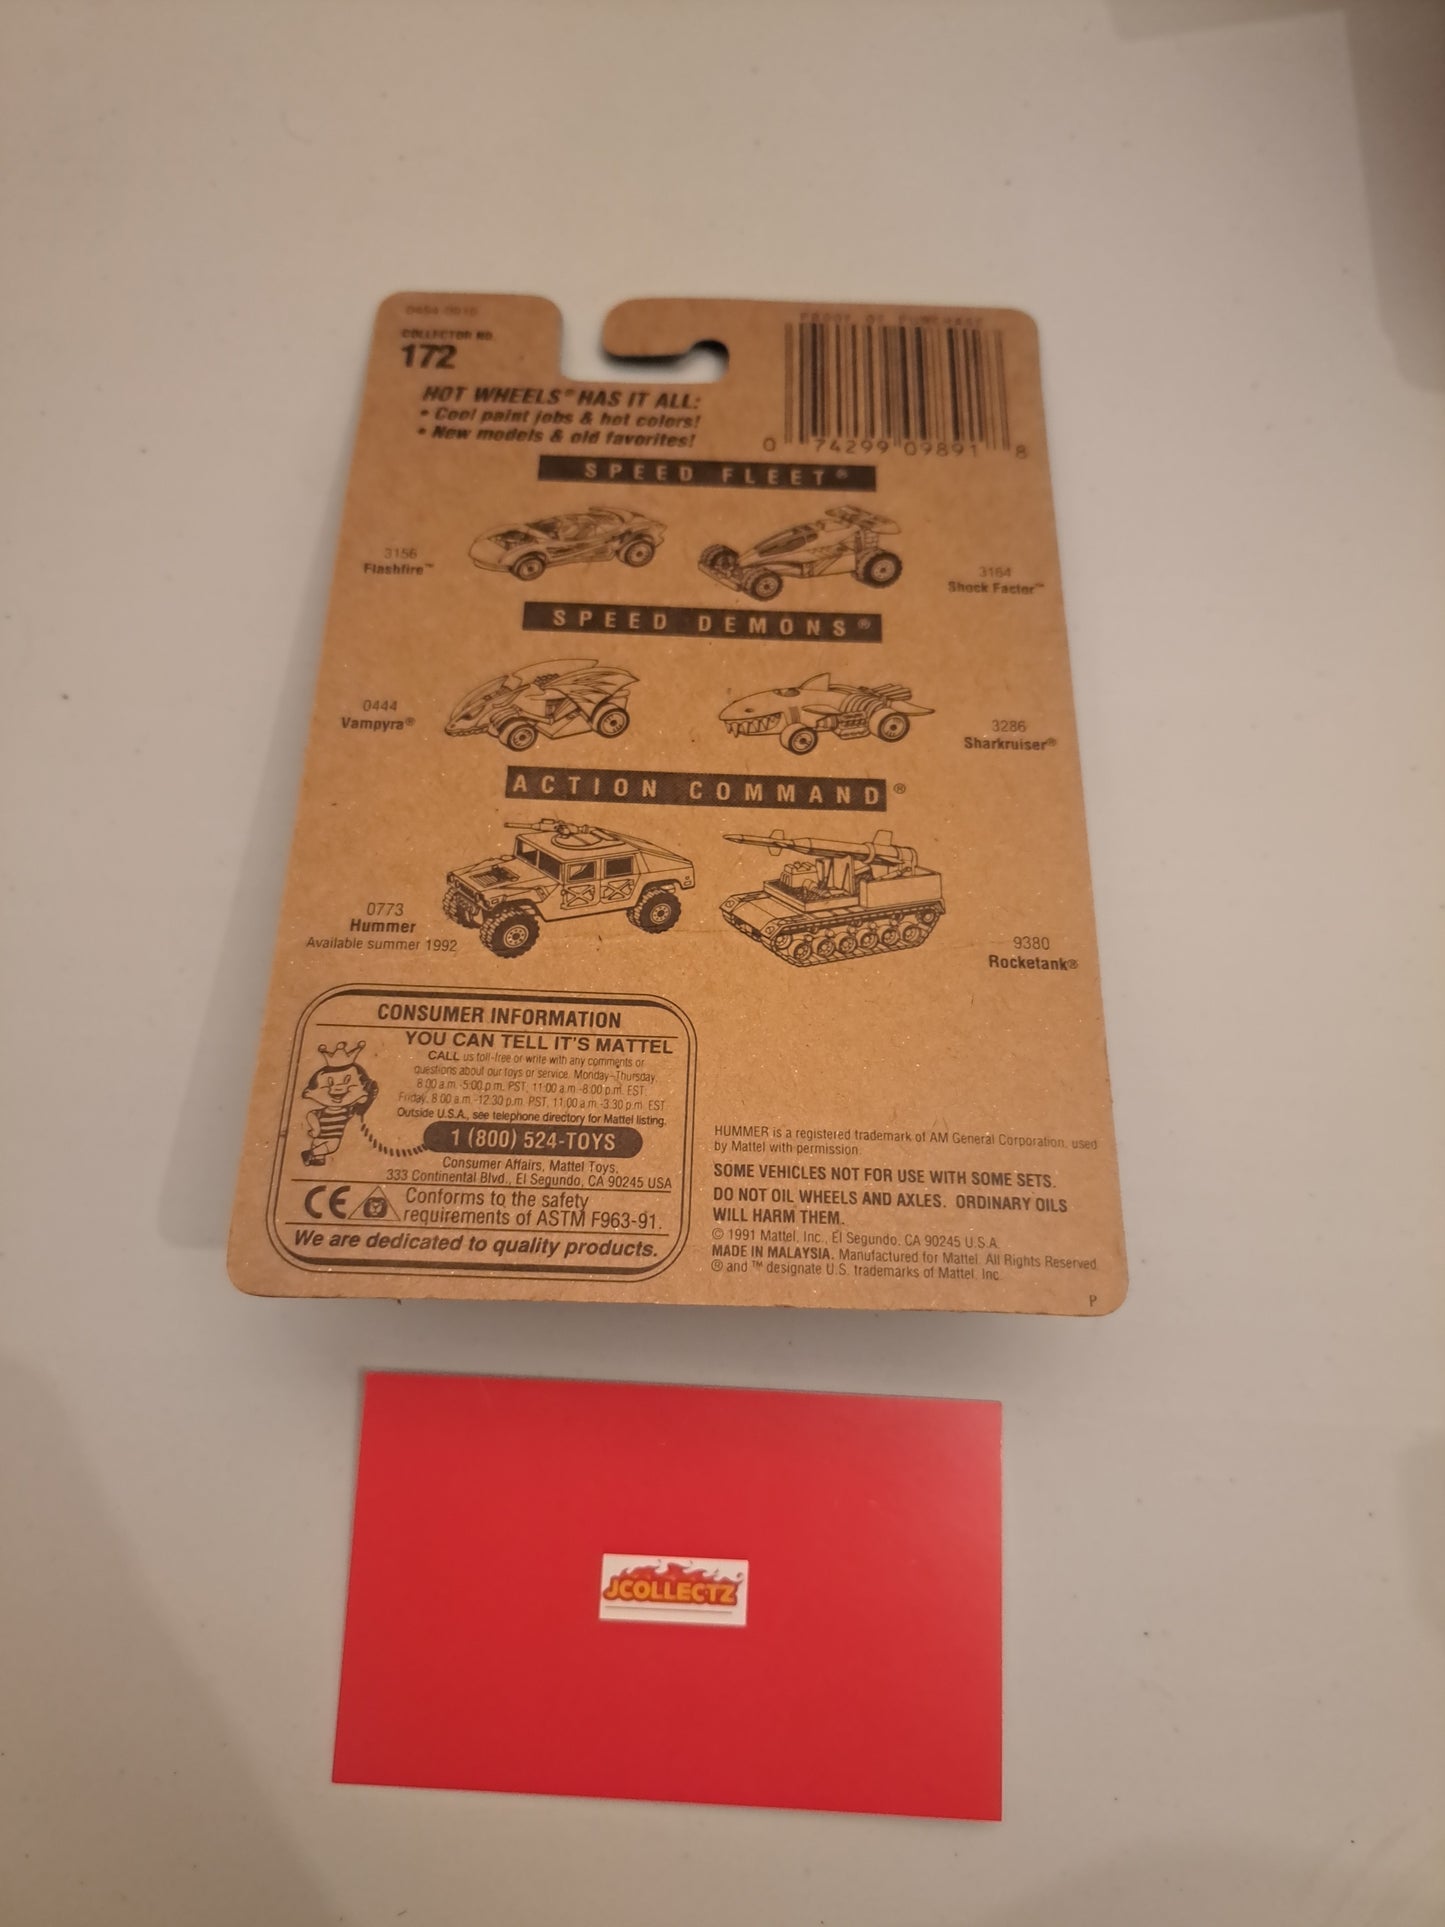 COLLECTOR NO.
172
PROOF OF PURCHASE
0 74299 09891 8
HOT WHEELS® HAS IT ALL:
• Cool paint jobs & hot colors!
• New models & old favorites!
SPEED FLEET®
3156
Flashfire™
3164
Shock Factor™
SPEED DEMONS®
0444
Vampyra®
3286
Sharkruiser®
ACTION COMMAND®
0773
Hummer
Available summer 1992
9380
Rocketank®
CONSUMER INFORMATION
YOU CAN TELL IT'S MATTEL
CALL us toll-free or write with any comments or
questions about our toys or service. Monday-Thursday,
8:00 a.m.-5:00 p.m. PST, 11:00 a.m.-8:00 p.m. EST.
Friday, 8:00 a.m.-12:30 p.m. PST, 11:00 a.m.-3:30 p.m. EST.
Outside U.S.A., see telephone directory for Mattel listing.
1 (800) 524-TOYS
Consumer Affairs, Mattel Toys,
333 Continental Blvd., El Segundo, CA 90245 USA
CE
Conforms to the safety
requirements of ASTM F963-91.
We are dedicated to quality products.
HUMMER is a registered trademark of AM General Corporation, used
by Mattel with permission.
SOME VEHICLES NOT FOR USE WITH SOME SETS.
DO NOT OIL WHEELS AND AXLES. ORDINARY OILS
WILL HARM THEM.
© 1991 Mattel, Inc., El Segundo, CA 90245 U.S.A.
MADE IN MALAYSIA. Manufactured for Mattel. All Rights Reserved.
® and ™ designate U.S. trademarks of Mattel, Inc.
P
JCOLLECTZ